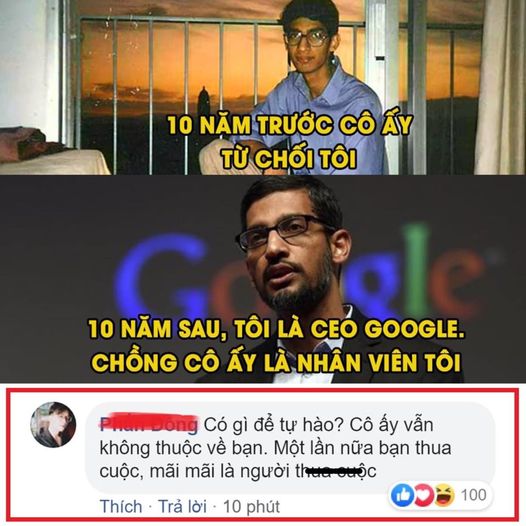 10 NĂM TRƯỚC CÔ ẤY
TỪ CHỐI TÔI
Google
10 NĂM SAU, TÔI LÀ CEO GOOGLE.
CHỒNG CÔ ẤY LÀ NHÂN VIÊN TÔI
Có gì để tự hào? Cô ấy vẫn
không thuộc về bạn. Một lần nữa bạn thua
cuộc, mãi mãi là người thua cuộc
Thích · Trả lời · 10 phút
100